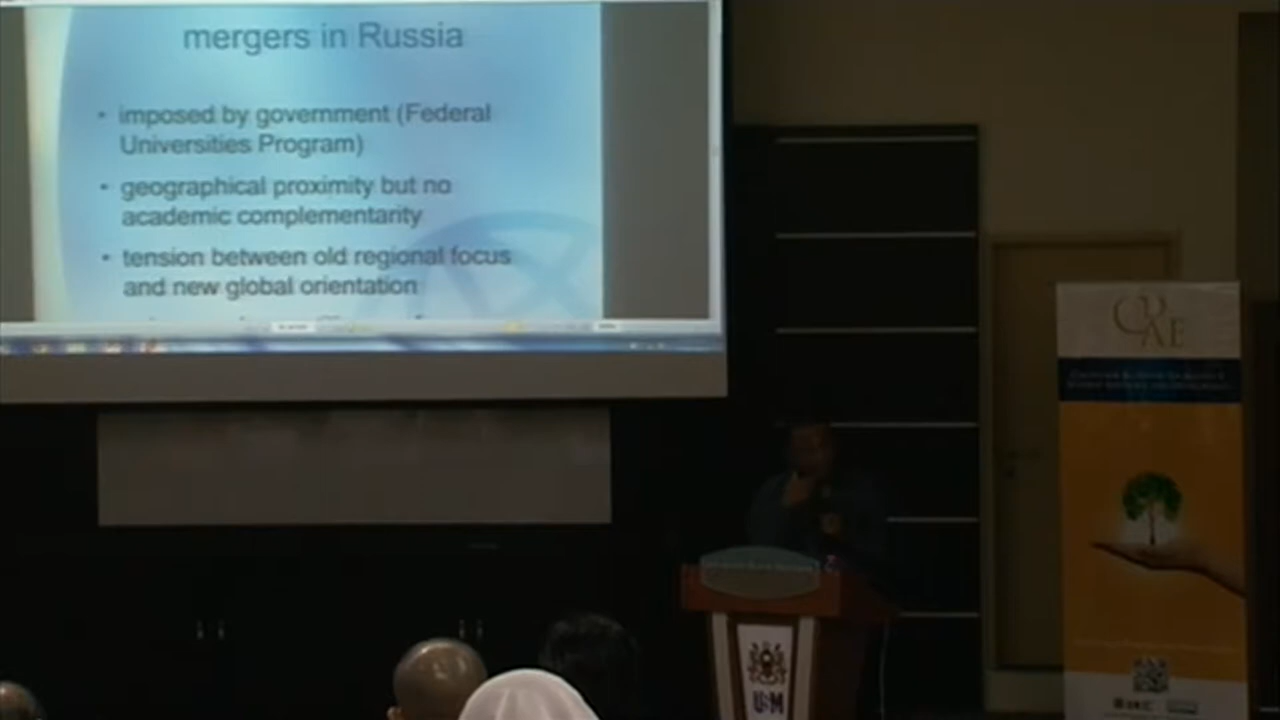 mergers in Russia
• imposed by government (Federal
Universities Program)
• geographical proximity but no
academic complementarity
• tension between old regional focus
and new global orientation
USM